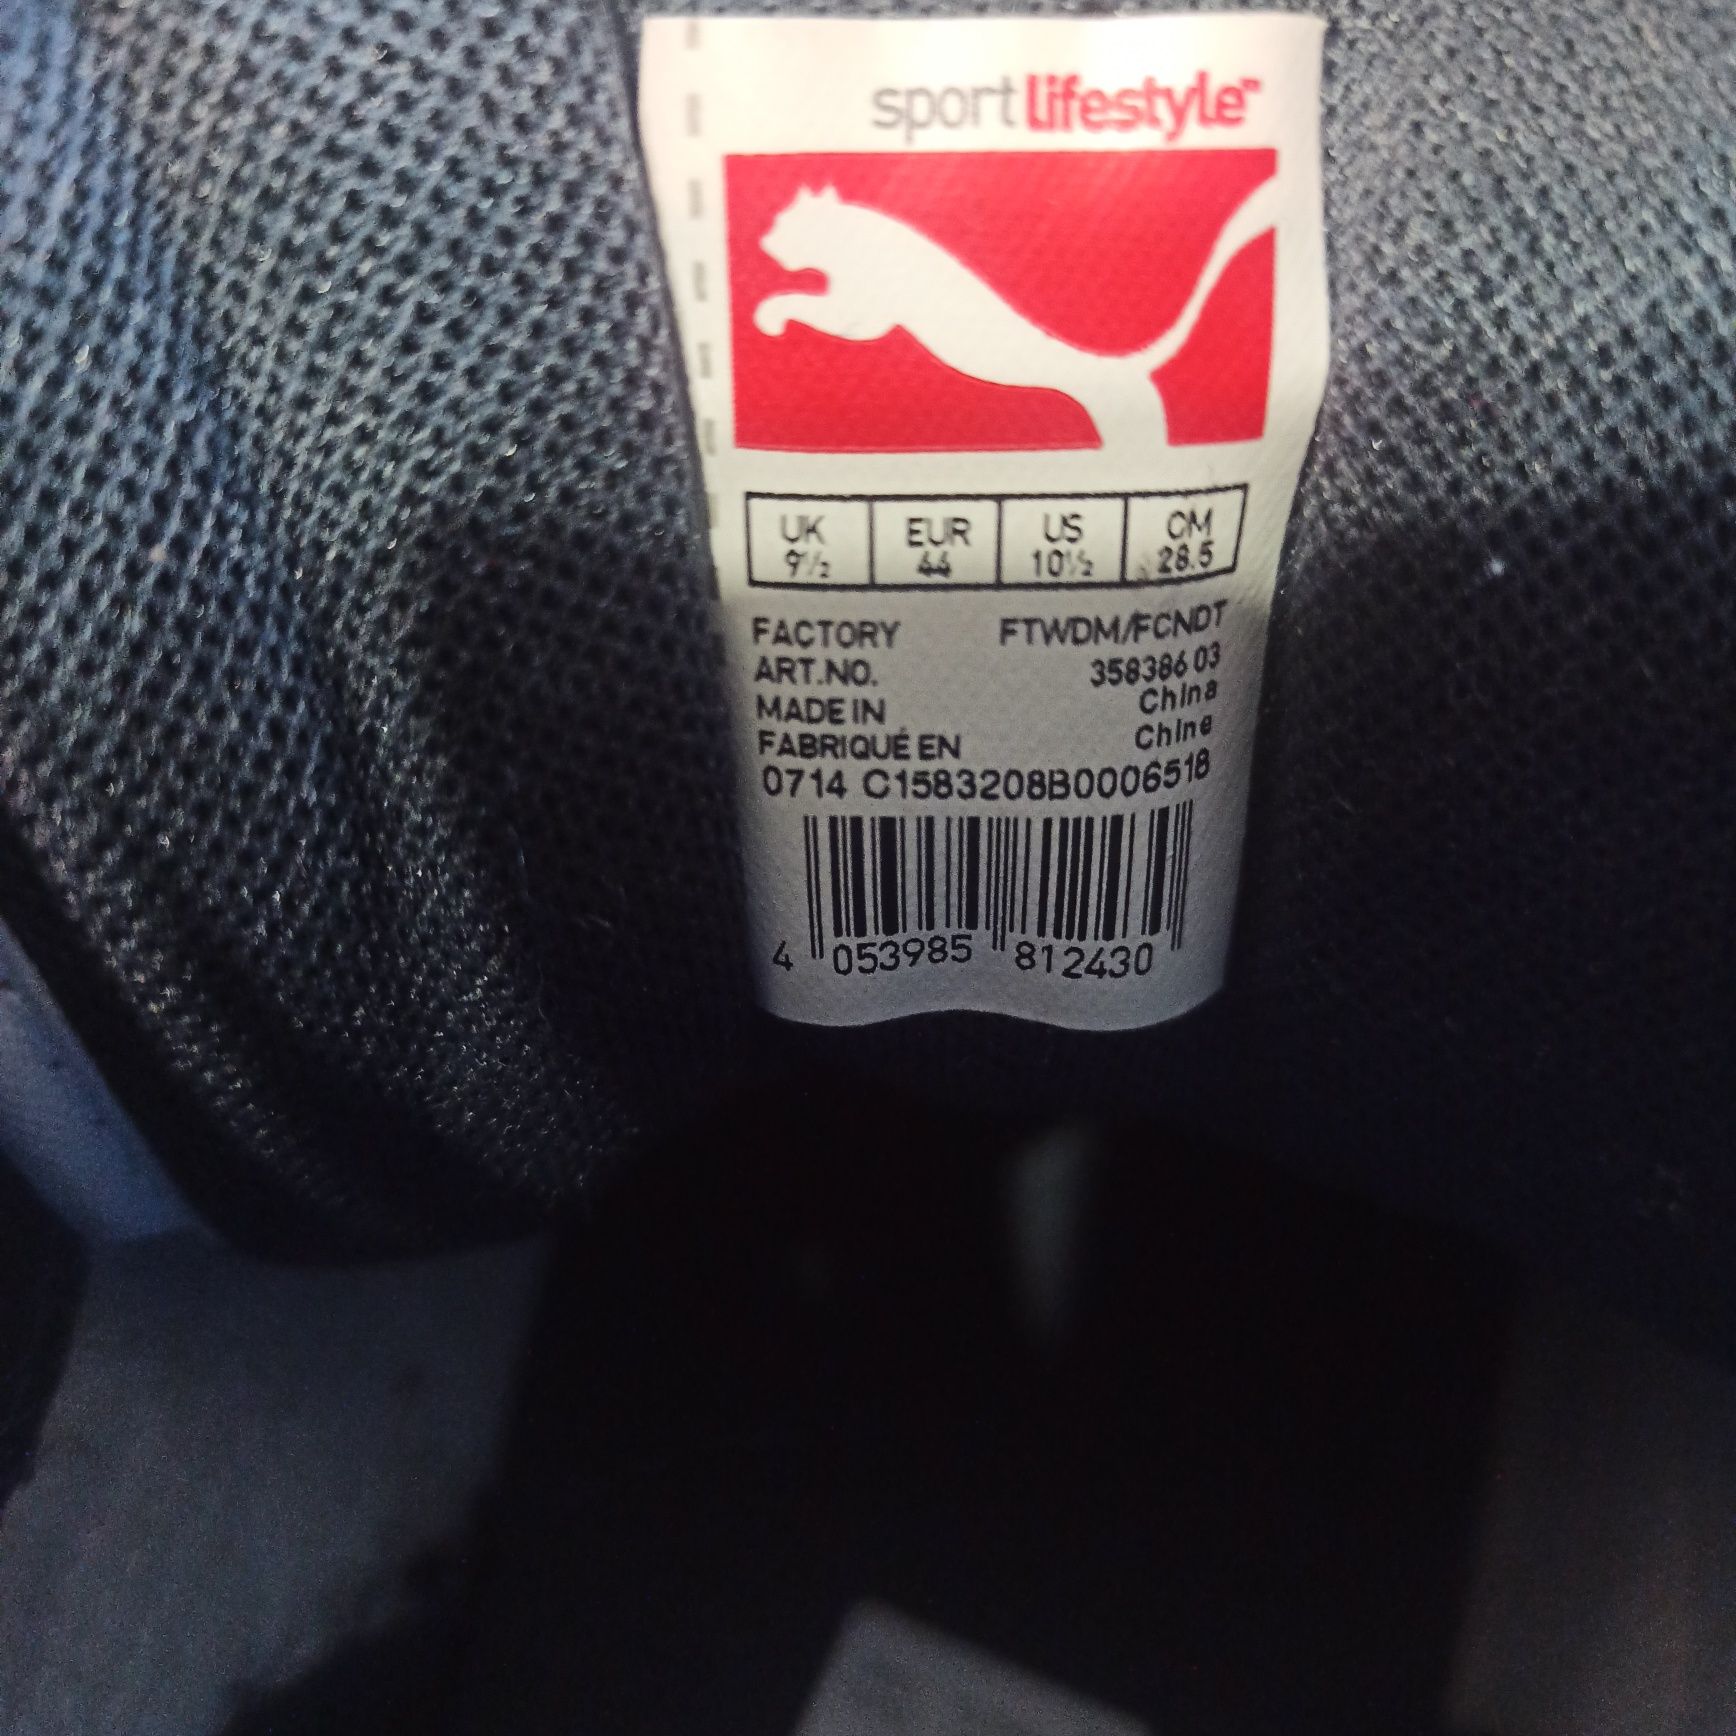 sport lifestyle™
UK EUR US CM
9½ 44 10½ 28.5
FACTORY FTWDM/FCNDT
ART.NO. 358386 03
MADE IN China
FABRIQUÉ EN Chine
0714 C1583208B0006518
4 053985 812430